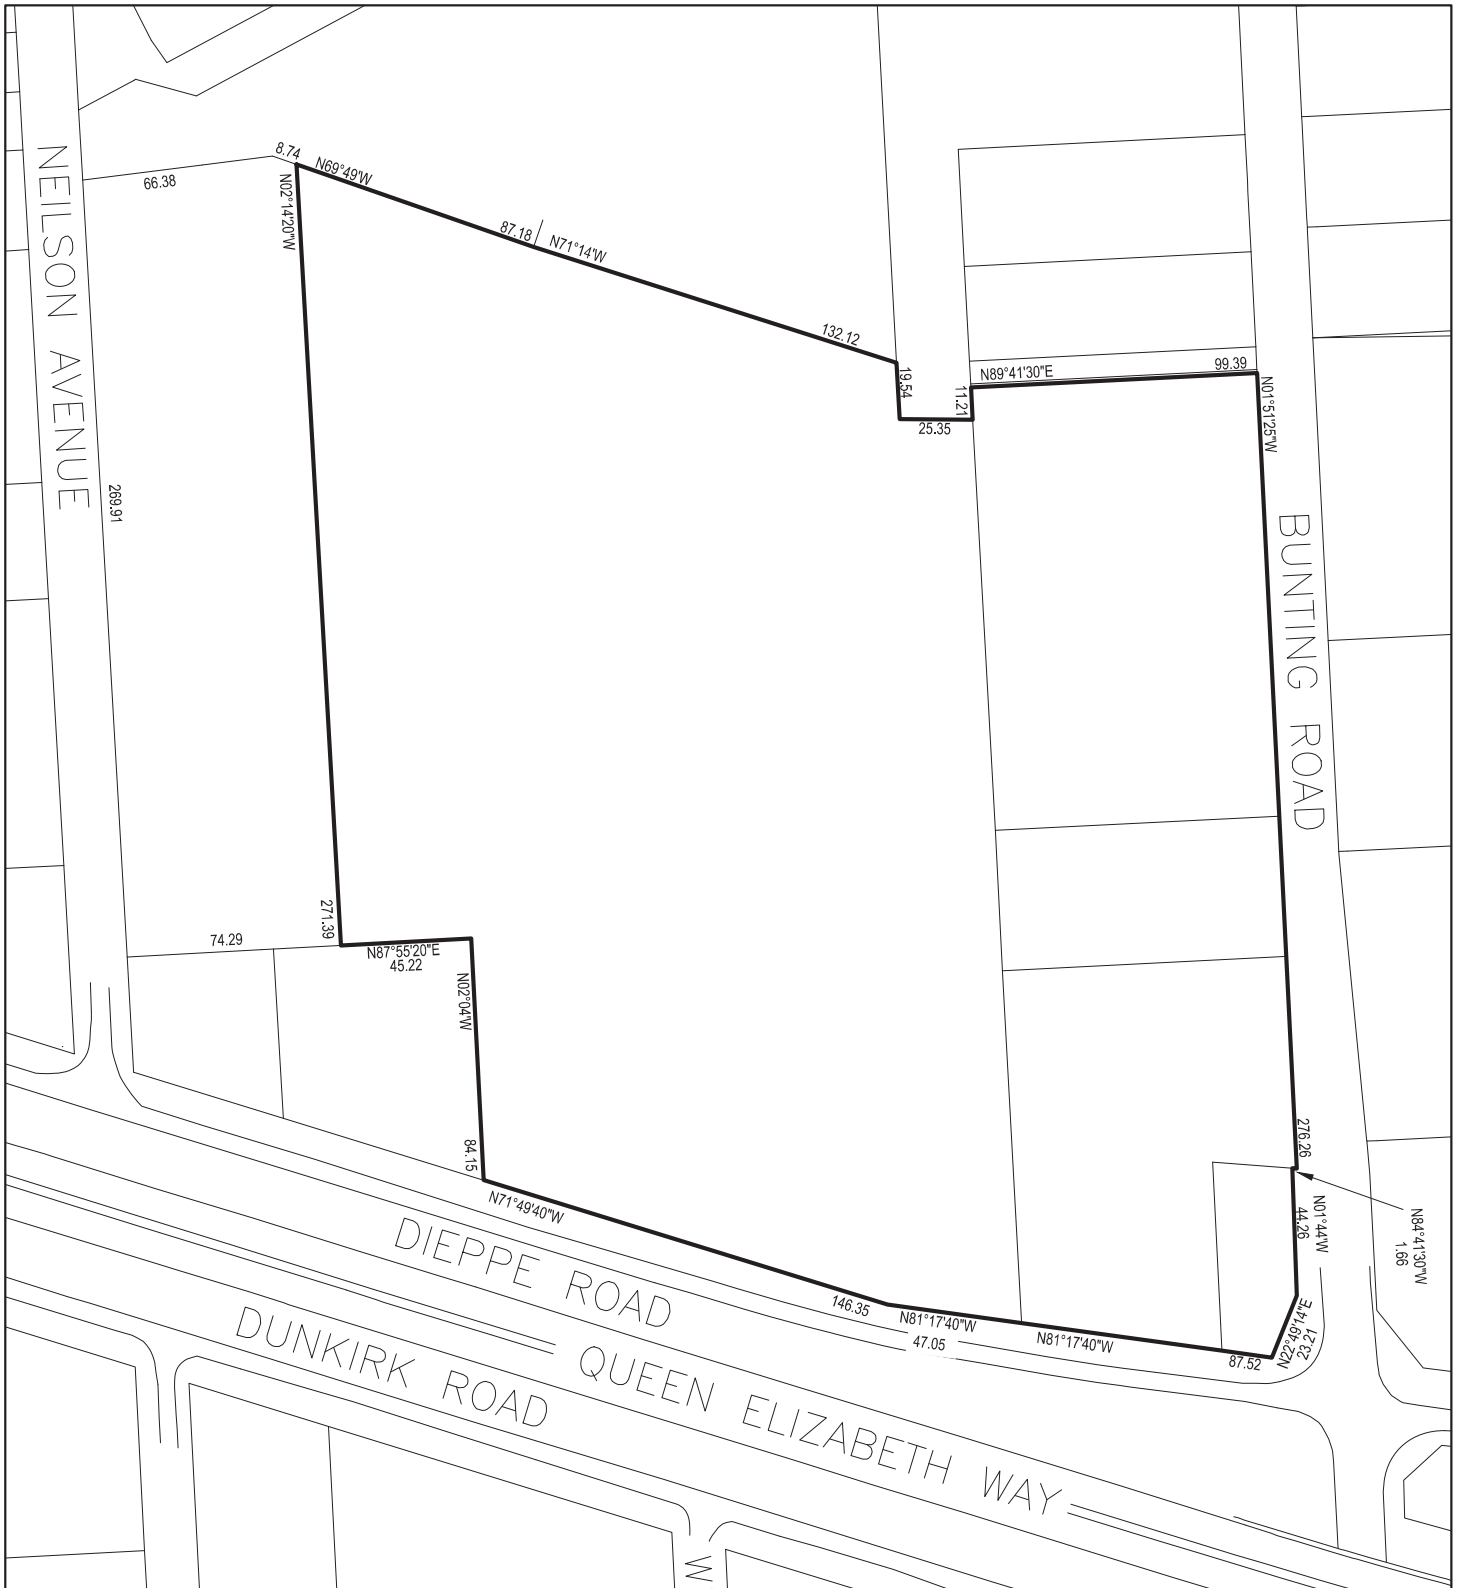 NEILSON AVENUE
8.74
N69°49'W
66.38
N02°14'20"W
87.18
N71°14'W
132.12
19.54
11.21
25.35
N89°41'30"E
99.39
N01°51'25"W
269.91
BUNTING ROAD
271.39
74.29
N87°55'20"E
45.22
N02°04'W
84.15
276.26
N01°44'W
44.26
N84°41'30"W
1.66
N71°49'40"W
146.35
N81°17'40"W
47.05
N81°17'40"W
87.52
N22°49'14"E
23.21
DIEPPE ROAD
DUNKIRK ROAD
QUEEN ELIZABETH WAY
W